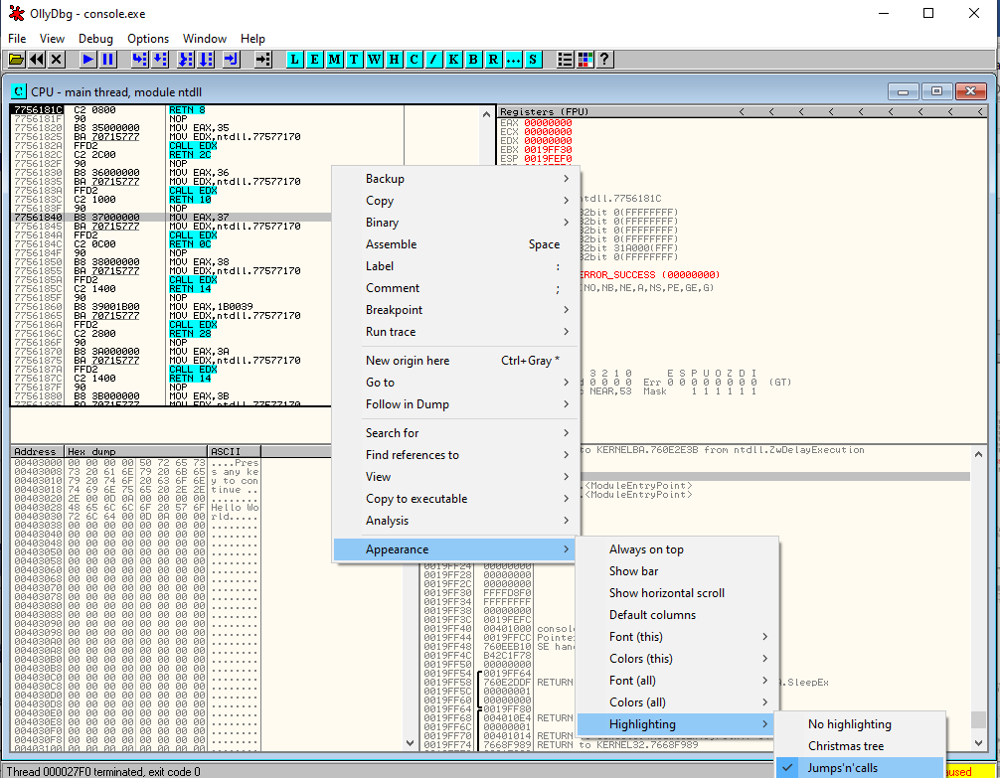 OllyDbg - console.exe
File View Debug Options Window Help
L E M T W H C / K B R ... S ?
C CPU - main thread, module ntdll
7756181C C2 0800 RETN 8
7756181F 90 NOP
77561820 B8 35000000 MOV EAX,35
77561825 BA 70715777 MOV EDX,ntdll.77577170
7756182A FFD2 CALL EDX
7756182C C2 2C00 RETN 2C
7756182F 90 NOP
77561830 B8 36000000 MOV EAX,36
77561835 BA 70715777 MOV EDX,ntdll.77577170
7756183A FFD2 CALL EDX
7756183C C2 1000 RETN 10
7756183F 90 NOP
77561840 B8 37000000 MOV EAX,37
77561845 BA 70715777 MOV EDX,ntdll.77577170
7756184A FFD2 CALL EDX
7756184C C2 0C00 RETN 0C
7756184F 90 NOP
77561850 B8 38000000 MOV EAX,38
77561855 BA 70715777 MOV EDX,ntdll.77577170
7756185A FFD2 CALL EDX
7756185C C2 1400 RETN 14
7756185F 90 NOP
77561860 B8 39001B00 MOV EAX,1B0039
77561865 BA 70715777 MOV EDX,ntdll.77577170
7756186A FFD2 CALL EDX
7756186C C2 2800 RETN 28
7756186F 90 NOP
77561870 B8 3A000000 MOV EAX,3A
77561875 BA 70715777 MOV EDX,ntdll.77577170
7756187A FFD2 CALL EDX
7756187C C2 1400 RETN 14
7756187F 90 NOP
77561880 B8 3B000000 MOV EAX,3B
77561885 BA 70715777 MOV EDX,ntdll.77577170
Registers (FPU) < < < < < < < < <
EAX 00000000
ECX 00000000
EDX 00000000
EBX 0019FF30
ESP 0019FEF0
ntdll.7756181C
32bit 0(FFFFFFFF)
32bit 0(FFFFFFFF)
32bit 0(FFFFFFFF)
32bit 0(FFFFFFFF)
32bit 31A000(FFF)
32bit 0(FFFFFFFF)
ERROR_SUCCESS (00000000)
(NO,NB,NE,A,NS,PE,GE,G)
3 2 1 0 E S P U O Z D I
0 0 0 0 Err 0 0 0 0 0 0 0 0 (GT)
NEAR,53 Mask 1 1 1 1 1 1
Backup
Copy
Binary
Assemble Space
Label :
Comment ;
Breakpoint
Run trace
New origin here Ctrl+Gray *
Go to
Follow in Dump
Search for
Find references to
View
Copy to executable
Analysis
Appearance
Address Hex dump ASCII
00403000 00 00 00 00 50 72 65 73 ....Pres
00403008 73 20 61 6E 79 20 6B 65 s any ke
00403010 79 20 74 6F 20 63 6F 6E y to con
00403018 74 69 6E 75 65 20 2E 2E tinue ..
00403020 2E 00 0D 0A 00 00 00 00 ........
00403028 48 65 6C 6C 6F 20 57 6F Hello Wo
00403030 72 6C 64 00 0D 0A 00 00 rld.....
00403038 00 00 00 00 00 00 00 00 ........
00403040 00 00 00 00 00 00 00 00 ........
00403048 00 00 00 00 00 00 00 00 ........
00403050 00 00 00 00 00 00 00 00 ........
00403058 00 00 00 00 00 00 00 00 ........
00403060 00 00 00 00 00 00 00 00 ........
00403068 00 00 00 00 00 00 00 00 ........
00403070 00 00 00 00 00 00 00 00 ........
00403078 00 00 00 00 00 00 00 00 ........
00403080 00 00 00 00 00 00 00 00 ........
00403088 00 00 00 00 00 00 00 00 ........
00403090 00 00 00 00 00 00 00 00 ........
00403098 00 00 00 00 00 00 00 00 ........
004030A0 00 00 00 00 00 00 00 00 ........
004030A8 00 00 00 00 00 00 00 00 ........
004030B0 00 00 00 00 00 00 00 00 ........
004030B8 00 00 00 00 00 00 00 00 ........
004030C0 00 00 00 00 00 00 00 00 ........
004030C8 00 00 00 00 00 00 00 00 ........
004030D0 00 00 00 00 00 00 00 00 ........
004030D8 00 00 00 00 00 00 00 00 ........
004030E0 00 00 00 00 00 00 00 00 ........
004030E8 00 00 00 00 00 00 00 00 ........
004030F0 00 00 00 00 00 00 00 00 ........
004030F8 00 00 00 00 00 00 00 00 ........
to KERNELBA.760E2E3B from ntdll.ZwDelayExecution
.<ModuleEntryPoint>
.<ModuleEntryPoint>
0019FF24 00000000
0019FF28 00000000
0019FF2C 00000000
0019FF30 FFFFD8F0
0019FF34 FFFFFFFF
0019FF38 00000000
0019FF3C 0019FEFC
0019FF40 00401000 consol
0019FF44 0019FFCC Pointe
0019FF48 760EEB10 SE han
0019FF4C B42C1F78
0019FF50 00000000
0019FF54 0019FF64
0019FF58 760E2DDF RETURN A.SleepEx
0019FF5C 00000001
0019FF60 00000000
0019FF64 0019FF80
0019FF68 004010E4 RETURN
0019FF6C 00000001
0019FF70 00401014 RETURN
0019FF74 7668F989 RETURN to KERNEL32.7668F989
Always on top
Show bar
Show horizontal scroll
Default columns
Font (this)
Colors (this)
Font (all)
Colors (all)
Highlighting
No highlighting
Christmas tree
Jumps'n'calls
Thread 000027F0 terminated, exit code 0
aused